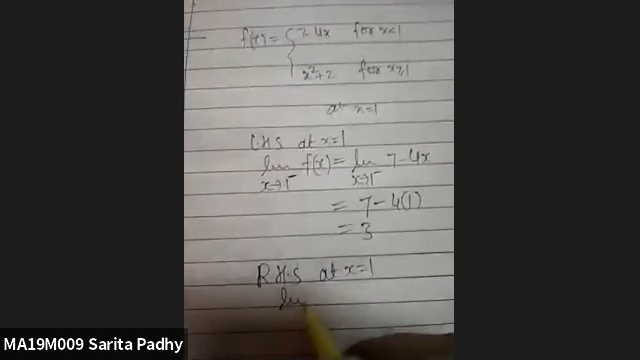 f(x) = { 7-4x for x<1
x²+2 for x≥1
at x=1
L.H.S at x=1
lim f(x) = lim 7-4x
x→1⁻ x→1⁻
= 7-4(1)
= 3
R.H.S at x=1
lim
MA19M009 Sarita Padhy